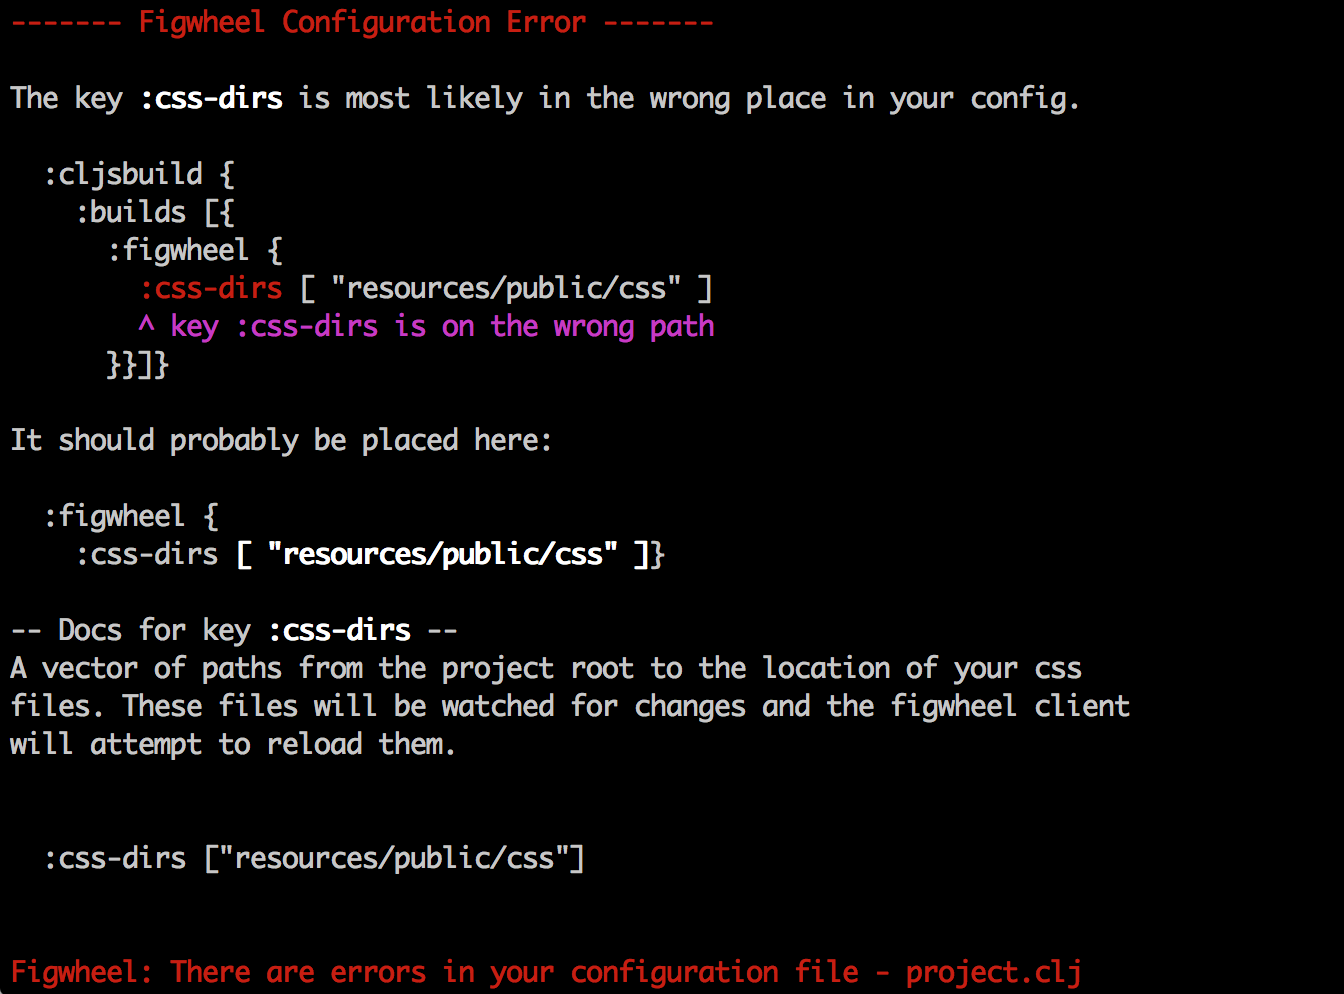 ------- Figwheel Configuration Error -------
The key :css-dirs is most likely in the wrong place in your config.
  :cljsbuild {
    :builds [{
      :figwheel {
        :css-dirs [ "resources/public/css" ]
        ^ key :css-dirs is on the wrong path
      }}]}
It should probably be placed here:
  :figwheel {
    :css-dirs [ "resources/public/css" ]}
-- Docs for key :css-dirs --
A vector of paths from the project root to the location of your css
files. These files will be watched for changes and the figwheel client
will attempt to reload them.
  :css-dirs ["resources/public/css"]
Figwheel: There are errors in your configuration file - project.clj